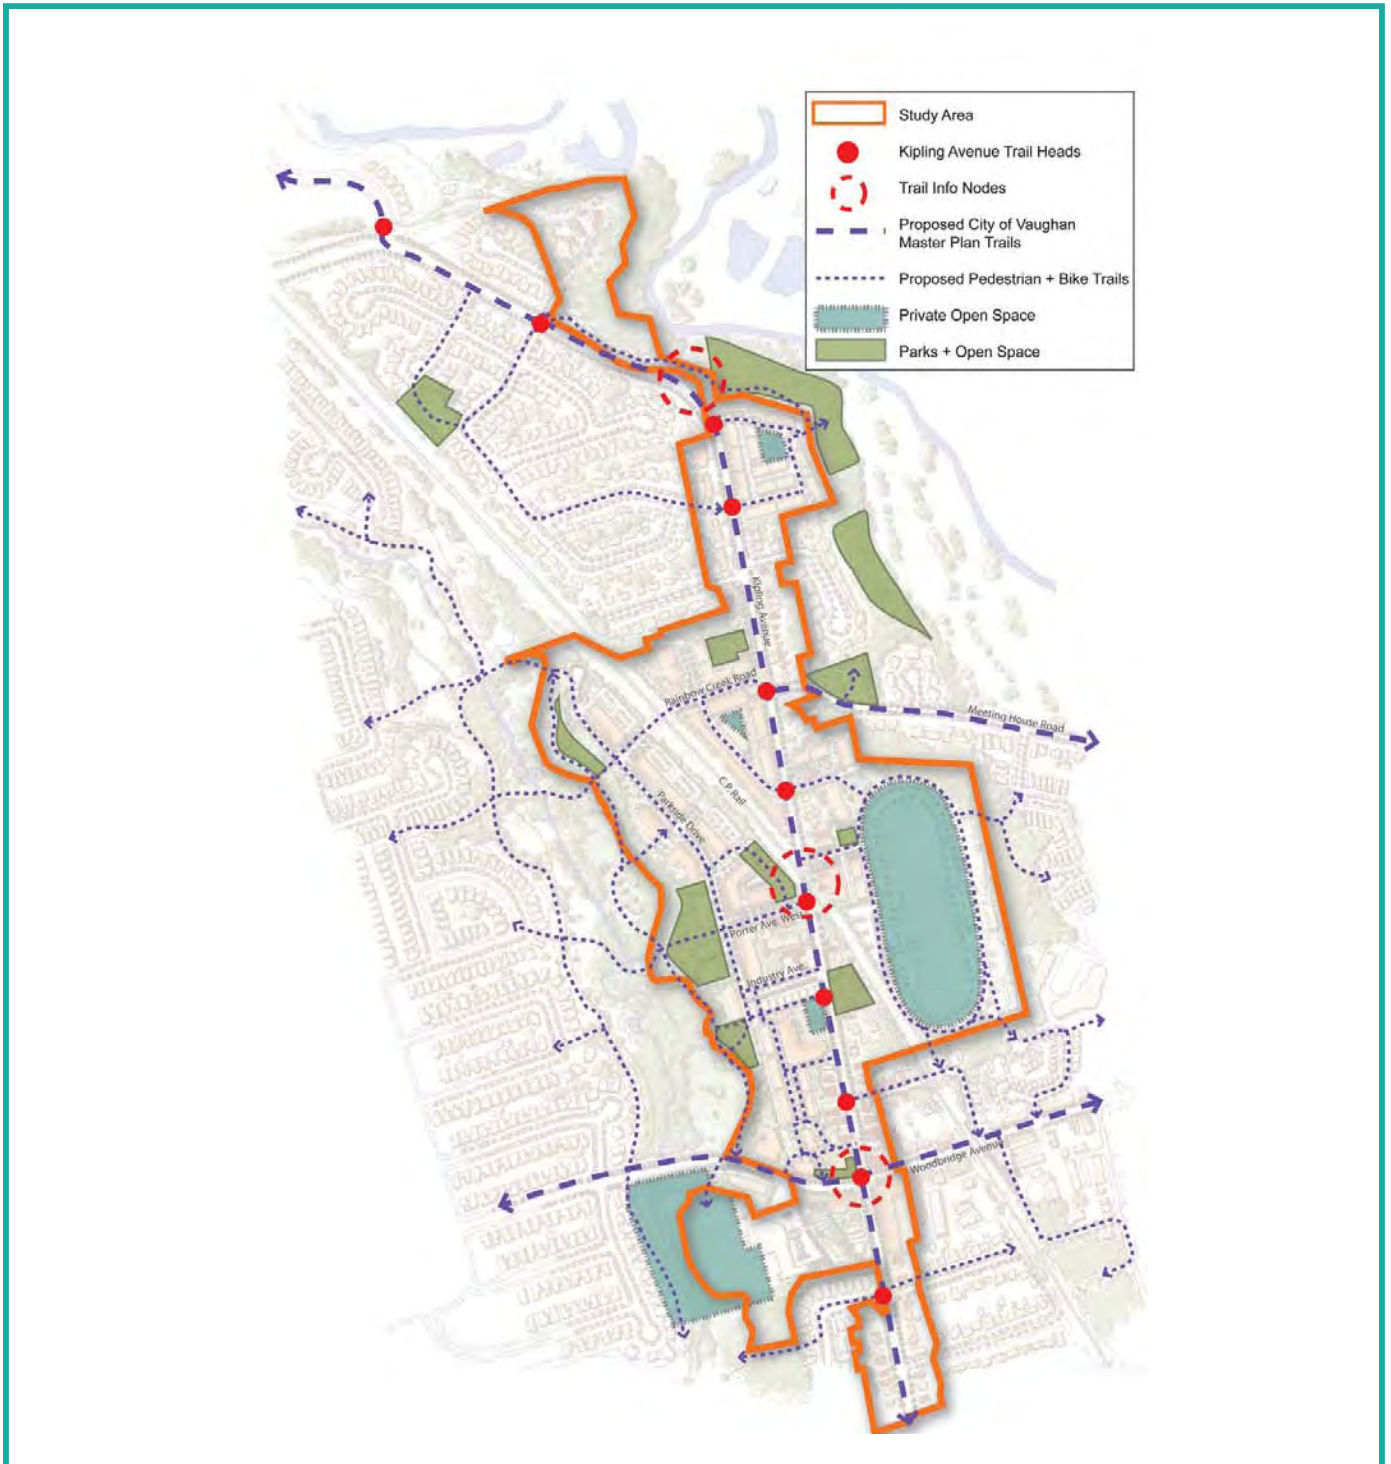 Study Area
Kipling Avenue Trail Heads
Trail Info Nodes
Proposed City of Vaughan
Master Plan Trails
Proposed Pedestrian + Bike Trails
Private Open Space
Parks + Open Space
Kipling Avenue
Rainbow Creek Road
Meeting House Road
C.P. Rail
Parkside Drive
Porter Ave. West
Industry Ave.
Woodbridge Avenue